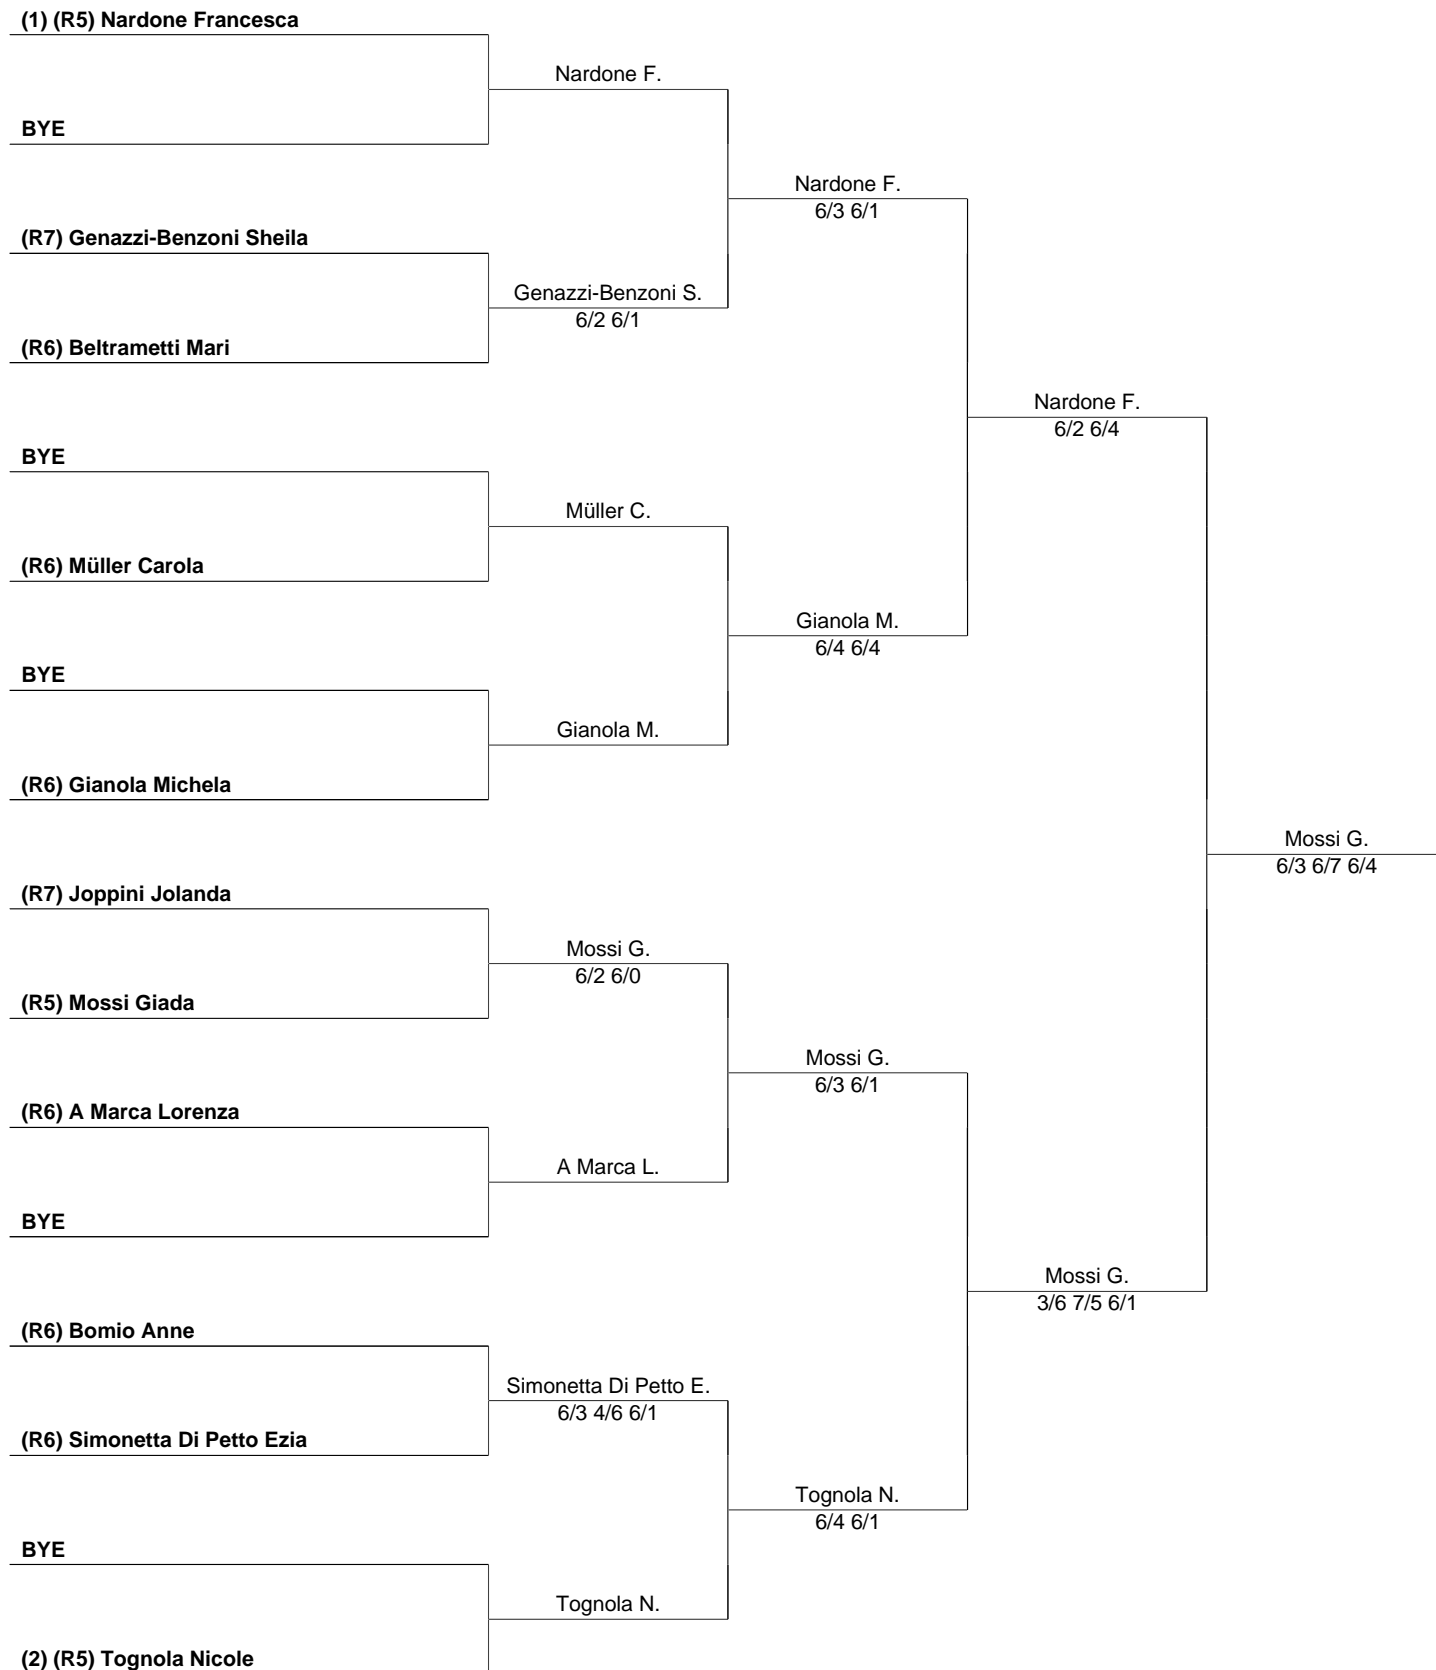 (1) (R5) Nardone Francesca
Nardone F.
BYE
Nardone F.
6/3 6/1
(R7) Genazzi-Benzoni Sheila
Genazzi-Benzoni S.
6/2 6/1
(R6) Beltrametti Mari
Nardone F.
6/2 6/4
BYE
Müller C.
(R6) Müller Carola
Gianola M.
6/4 6/4
BYE
Gianola M.
(R6) Gianola Michela
Mossi G.
6/3 6/7 6/4
(R7) Joppini Jolanda
Mossi G.
6/2 6/0
(R5) Mossi Giada
Mossi G.
6/3 6/1
(R6) A Marca Lorenza
A Marca L.
BYE
Mossi G.
3/6 7/5 6/1
(R6) Bomio Anne
Simonetta Di Petto E.
6/3 4/6 6/1
(R6) Simonetta Di Petto Ezia
Tognola N.
6/4 6/1
BYE
Tognola N.
(2) (R5) Tognola Nicole